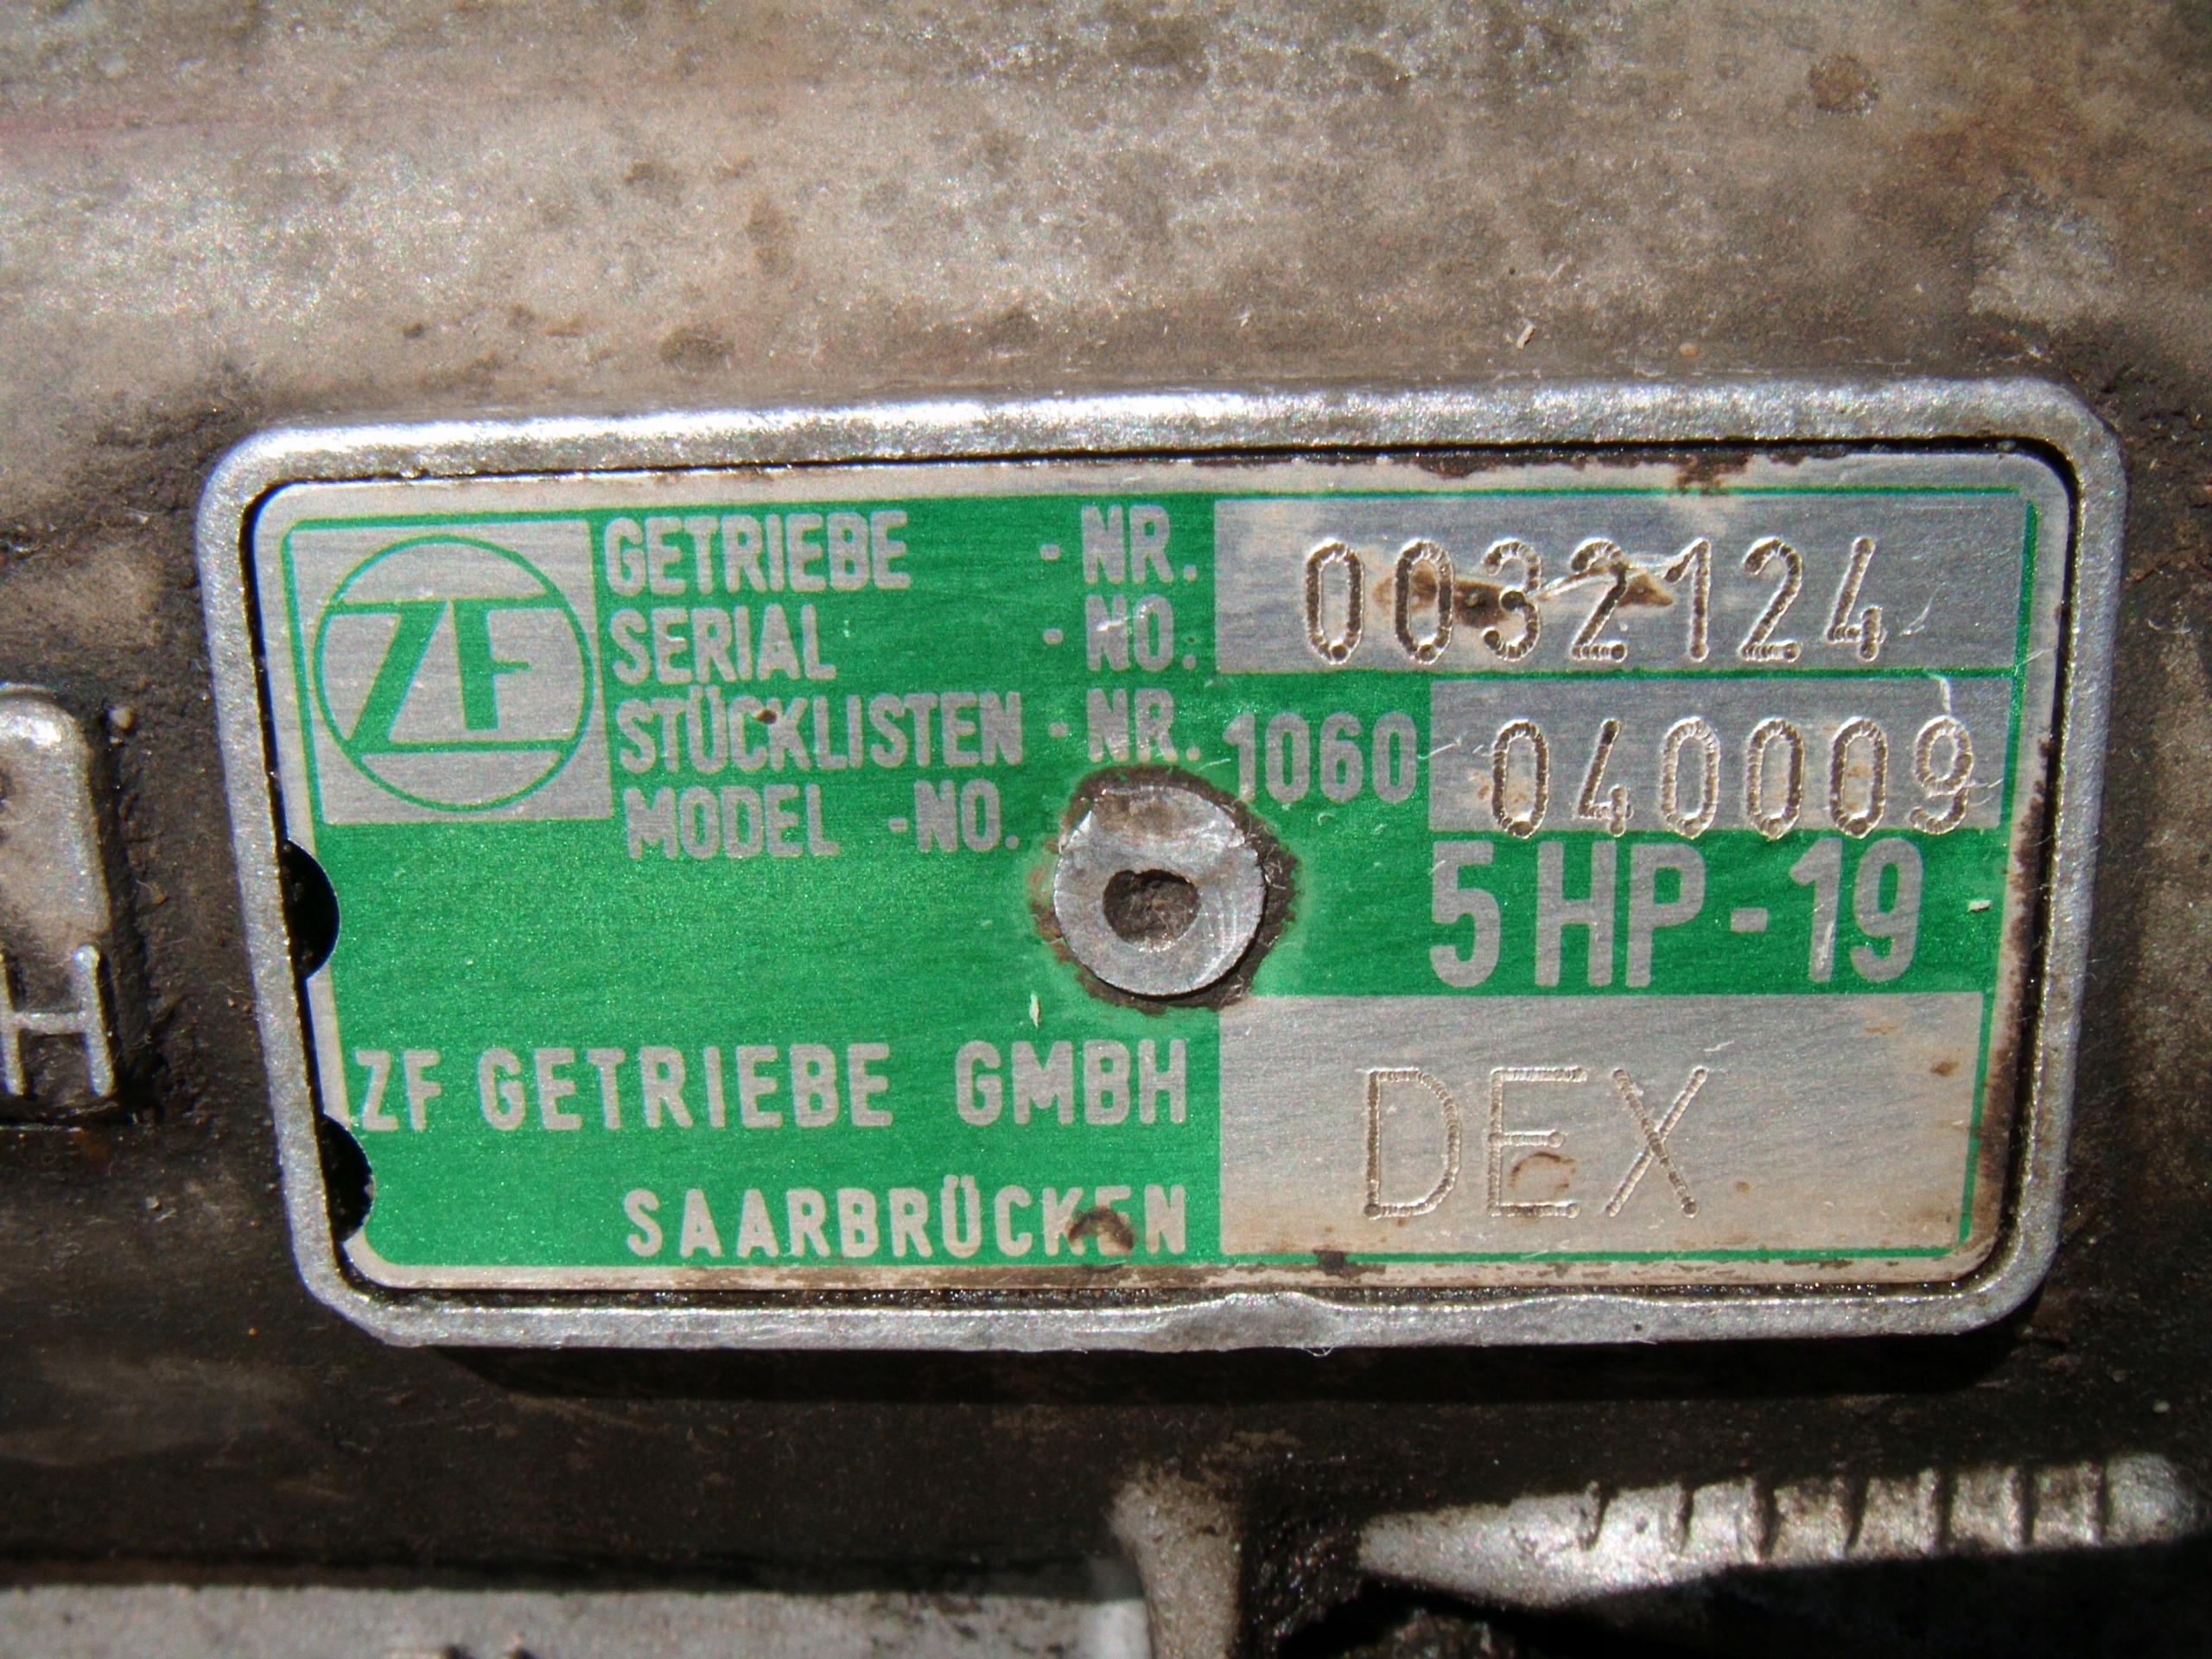 ZF
GETRIEBE - NR. 0032124
SERIAL - NO.
STÜCKLISTEN - NR. 1060 040009
MODEL - NO.
5 HP - 19
ZF GETRIEBE GMBH
SAARBRÜCKEN
DEX
H